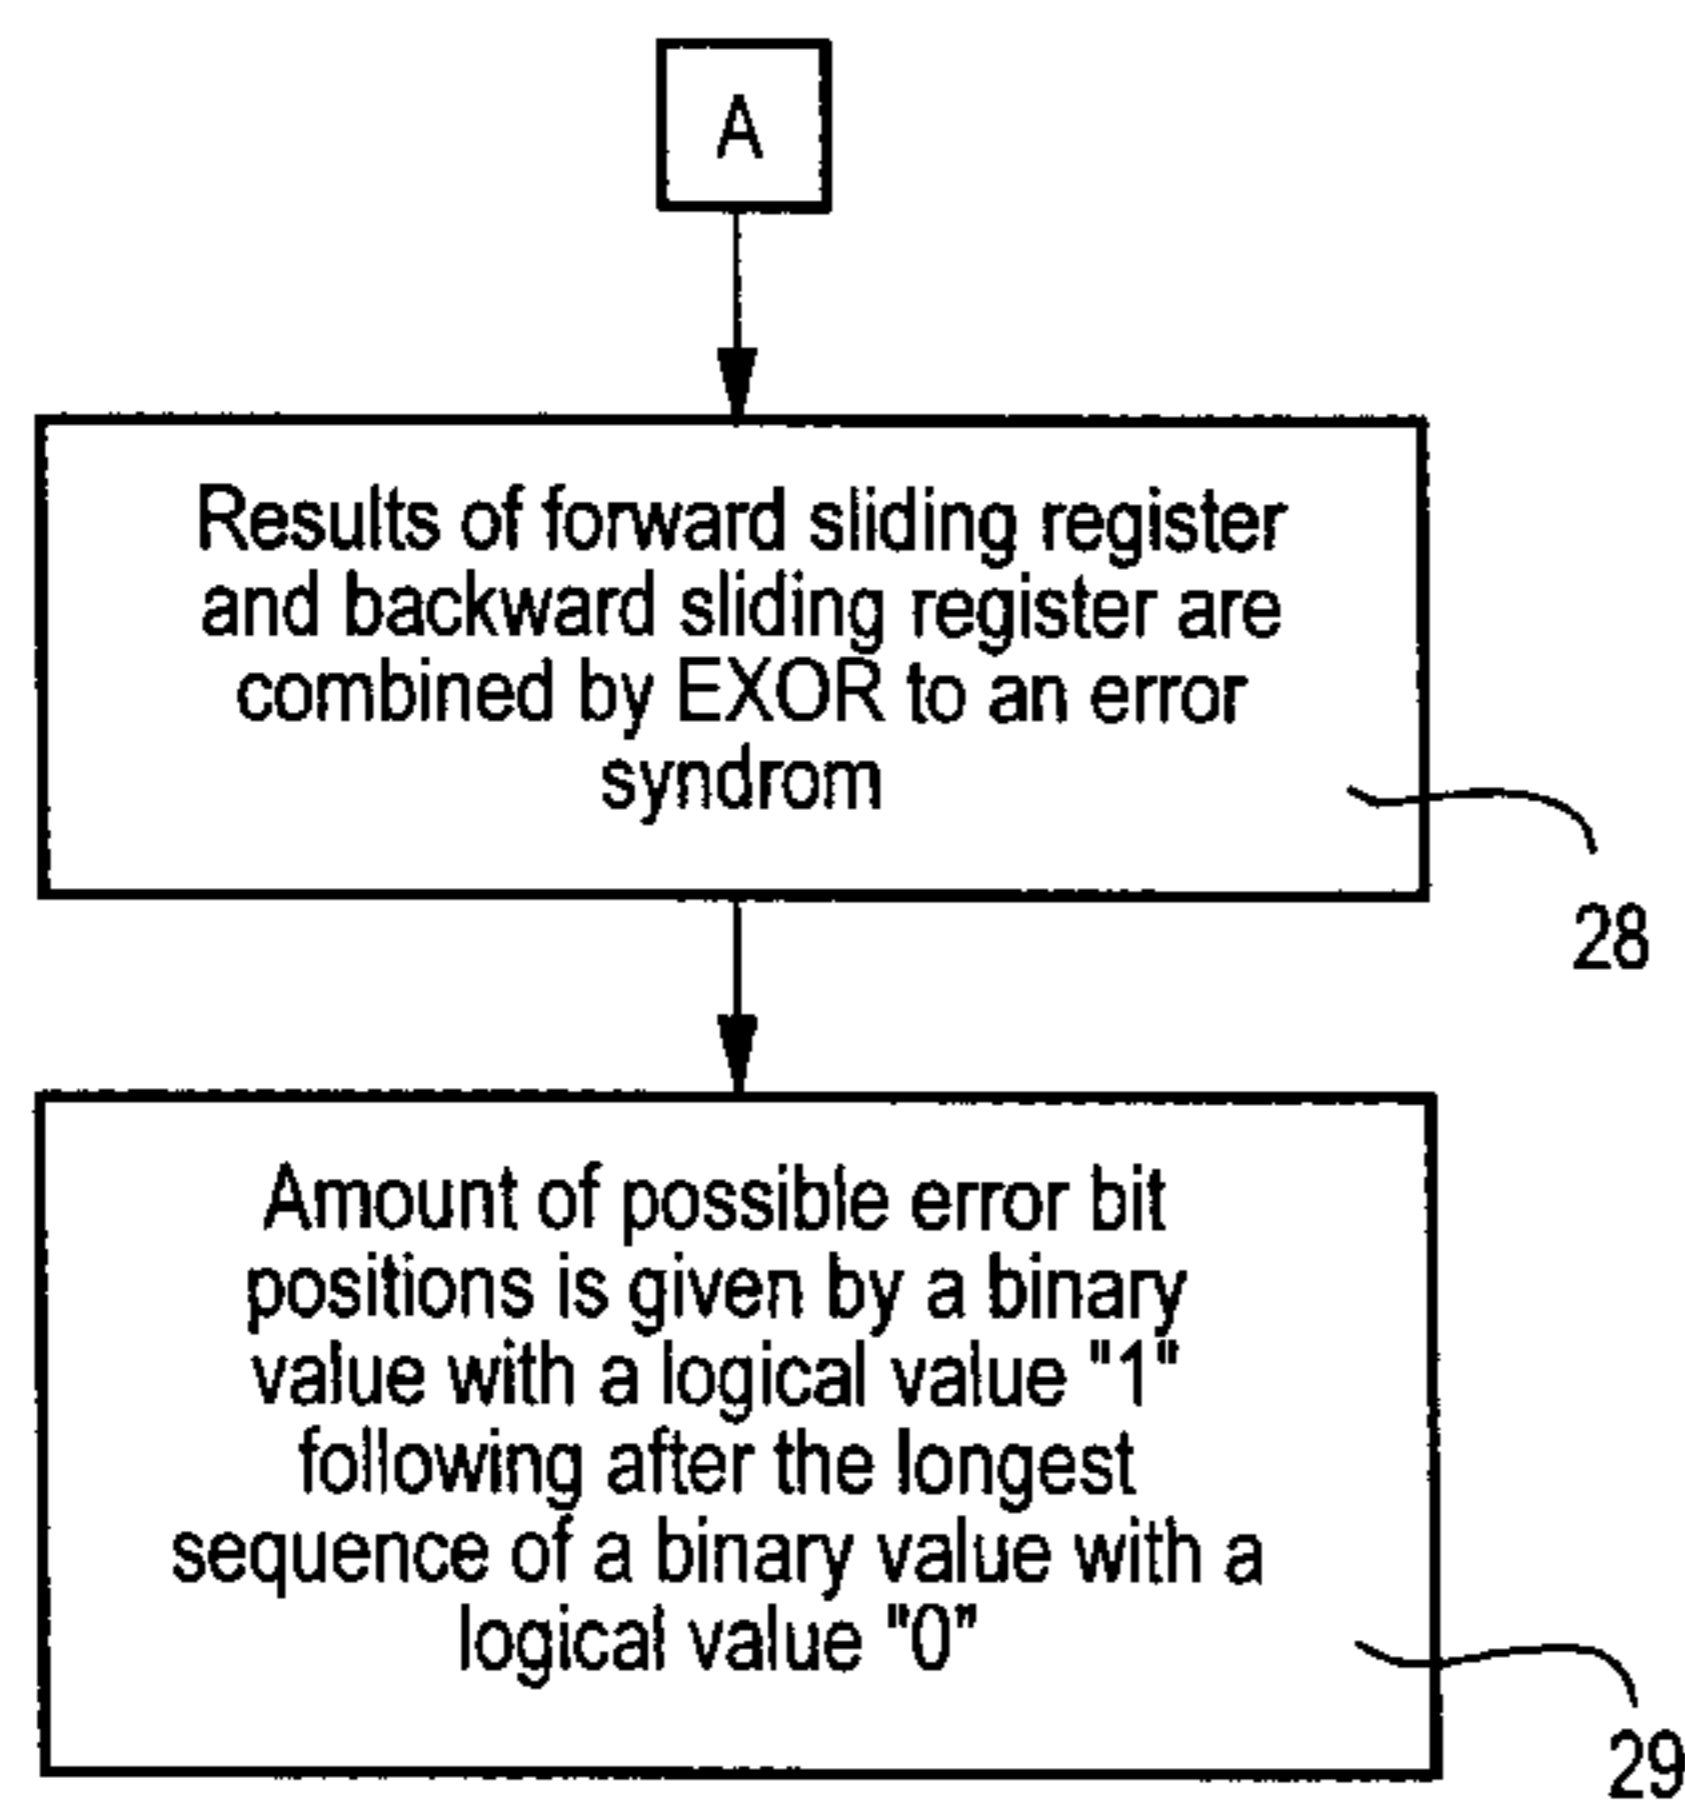 A
Results of forward sliding register
and backward sliding register are
combined by EXOR to an error
syndrom
28
Amount of possible error bit
positions is given by a binary
value with a logical value "1"
following after the longest
sequence of a binary value with a
logical value "0"
29